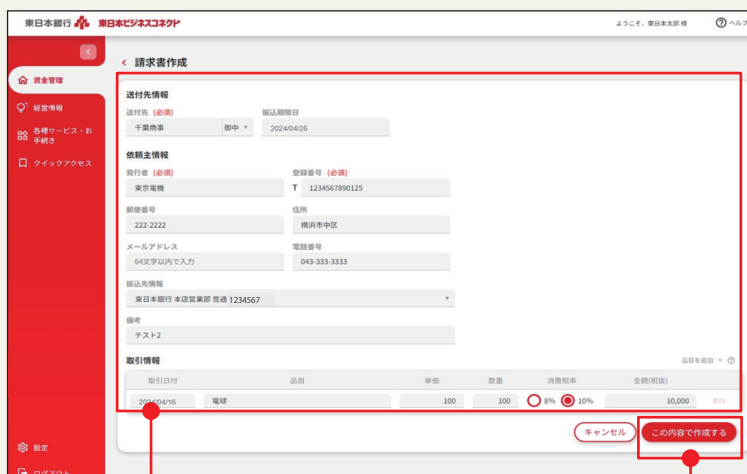 東日本銀行 東日本ビジネスコネクト ようこそ、東日本太郎 様 ヘルプ
請求書作成
資金管理
経営情報
各種サービス・お
手続き
クイックアクセス
設定
ログアウト
送付先情報
送付先 (必須) 振込期限日
千葉商事 御中 2024/04/26
依頼主情報
発行者 (必須) 登録番号 (必須)
東京電機 T 1234567890125
郵便番号 住所
222-2222 横浜市中区
メールアドレス 電話番号
64文字以内で入力 043-333-3333
振込先情報
東日本銀行 本店営業部 普通 1234567
備考
テスト2
取引情報 品目を追加 +
取引日付 品目 単価 数量 消費税率 金額(税抜)
2024/04/16 電球 100 100 8% 10% 10,000 削除
キャンセル この内容で作成する